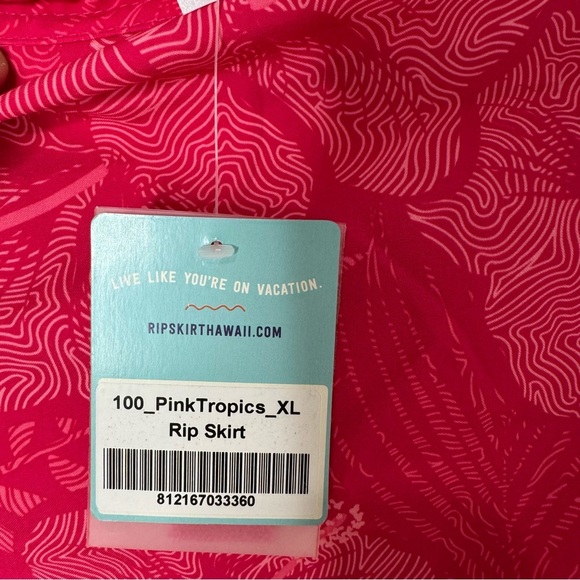 LIVE LIKE YOU'RE ON VACATION.
RIPSKIRTHAWAII.COM
100_PinkTropics_XL
Rip Skirt
812167033360